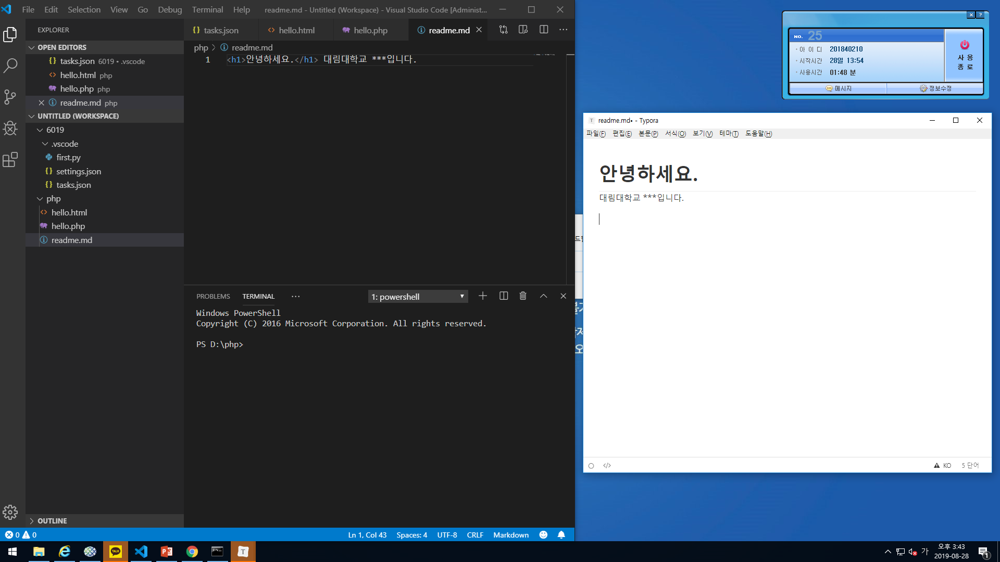 File Edit Selection View Go Debug Terminal Help readme.md - Untitled (Workspace) - Visual Studio Code [Administ...
EXPLORER
OPEN EDITORS
tasks.json 6019 • .vscode
hello.html php
hello.php php
readme.md php
UNTITLED (WORKSPACE)
6019
.vscode
first.py
settings.json
tasks.json
php
hello.html
hello.php
readme.md
OUTLINE
tasks.json hello.html hello.php readme.md
php > readme.md
1 <h1>안녕하세요.</h1> 대림대학교 ***입니다.
PROBLEMS TERMINAL ... 1: powershell
Windows PowerShell
Copyright (C) 2016 Microsoft Corporation. All rights reserved.
PS D:\php>
0 0 Ln 1, Col 43 Spaces: 4 UTF-8 CRLF Markdown
NO. 25
아 이 디 201840210
시작시간 28일 13:54
사용시간 01:48 분
사 용
종 료
메시지 정보수정
readme.md• - Typora
파일(F) 편집(E) 본문(P) 서식(O) 보기(V) 테마(T) 도움말(H)
안녕하세요.
대림대학교 ***입니다.
</> KO 5 단어
TALK
T
가 오후 3:43
2019-08-28
1